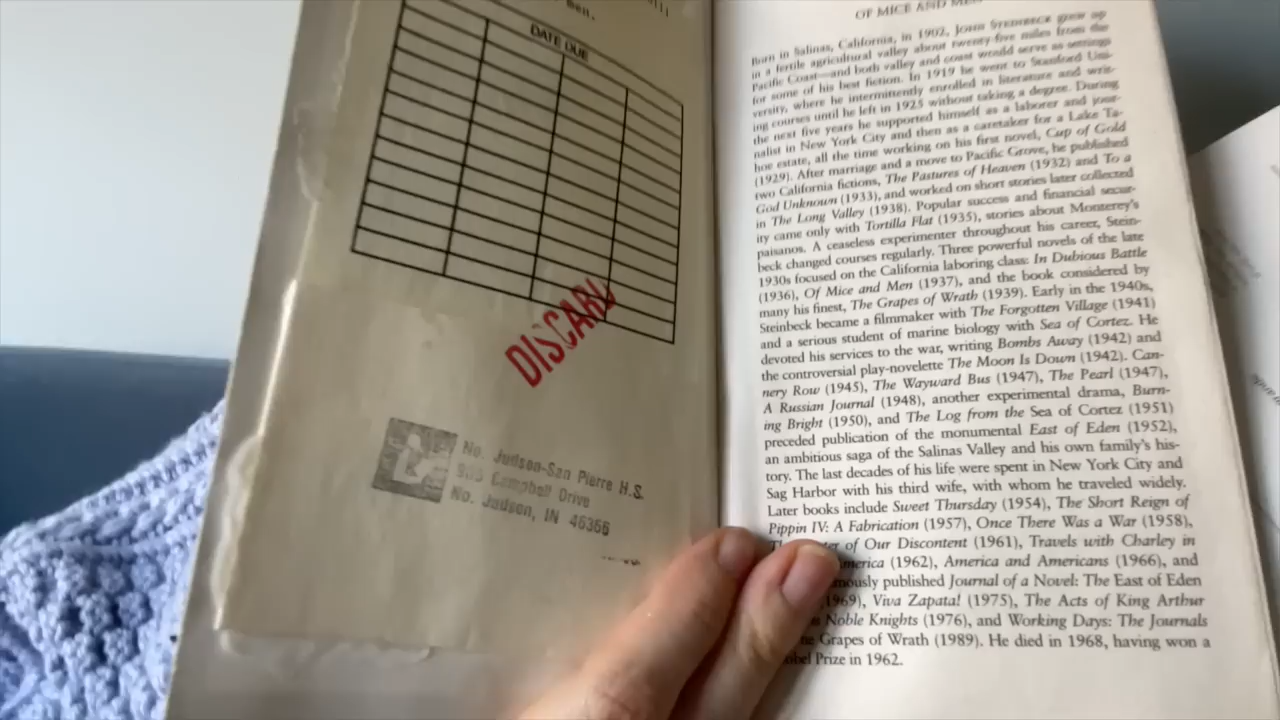 men.
DATE DUE
DISCARD
No. Judson-San Pierre H.S.
905 Campbell Drive
No. Judson, IN 46366
OF MICE AND MEN
Born in Salinas, California, in 1902, JOHN STEINBECK grew up
in a fertile agricultural valley about twenty-five miles from the
Pacific Coast—and both valley and coast would serve as settings
for some of his best fiction. In 1919 he went to Stanford Uni-
versity, where he intermittently enrolled in literature and writ-
ing courses until he left in 1925 without taking a degree. During
the next five years he supported himself as a laborer and jour-
nalist in New York City and then as a caretaker for a Lake Ta-
hoe estate, all the time working on his first novel, Cup of Gold
(1929). After marriage and a move to Pacific Grove, he published
two California fictions, The Pastures of Heaven (1932) and To a
God Unknown (1933), and worked on short stories later collected
in The Long Valley (1938). Popular success and financial secur-
ity came only with Tortilla Flat (1935), stories about Monterey's
paisanos. A ceaseless experimenter throughout his career, Stein-
beck changed courses regularly. Three powerful novels of the late
1930s focused on the California laboring class: In Dubious Battle
(1936), Of Mice and Men (1937), and the book considered by
many his finest, The Grapes of Wrath (1939). Early in the 1940s,
Steinbeck became a filmmaker with The Forgotten Village (1941)
and a serious student of marine biology with Sea of Cortez. He
devoted his services to the war, writing Bombs Away (1942) and
the controversial play-novelette The Moon Is Down (1942). Can-
nery Row (1945), The Wayward Bus (1947), The Pearl (1947),
A Russian Journal (1948), another experimental drama, Burn-
ing Bright (1950), and The Log from the Sea of Cortez (1951)
preceded publication of the monumental East of Eden (1952),
an ambitious saga of the Salinas Valley and his own family's his-
tory. The last decades of his life were spent in New York City and
Sag Harbor with his third wife, with whom he traveled widely.
Later books include Sweet Thursday (1954), The Short Reign of
Pippin IV: A Fabrication (1957), Once There Was a War (1958),
of Our Discontent (1961), Travels with Charley in
America (1962), America and Americans (1966), and
published Journal of a Novel: The East of Eden
(1969), Viva Zapata! (1975), The Acts of King Arthur
Noble Knights (1976), and Working Days: The Journals
Grapes of Wrath (1989). He died in 1968, having won a
Nobel Prize in 1962.